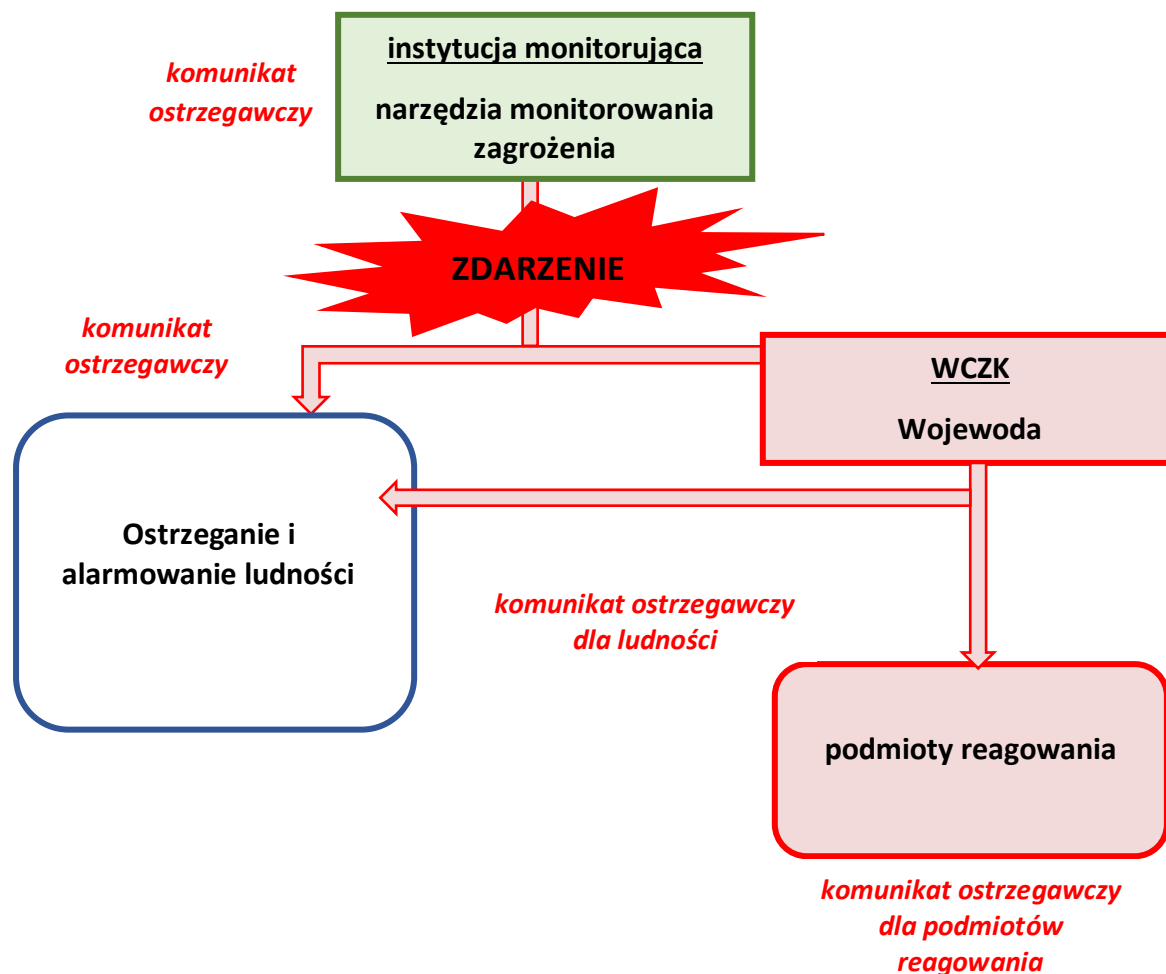 komunikat
ostrzegawczy
instytucja monitorująca
narzędzia monitorowania
zagrożenia
ZDARZENIE
komunikat
ostrzegawczy
WCZK
Wojewoda
Ostrzeganie i
alarmowanie ludności
komunikat ostrzegawczy
dla ludności
podmioty reagowania
komunikat ostrzegawczy
dla podmiotów
reagowania